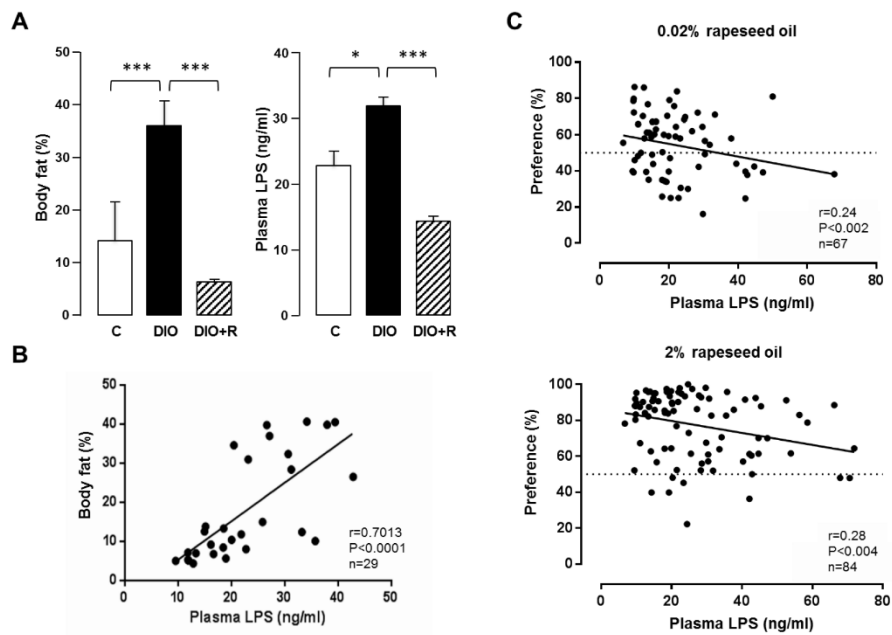 A
***
***
Body fat (%)
50
40
30
20
10
0
C
DIO
DIO+R
*
***
Plasma LPS (ng/ml)
40
30
20
10
0
C
DIO
DIO+R
B
Body fat (%)
50
40
30
20
10
0
r=0.7013
P<0.0001
n=29
0
10
20
30
40
50
Plasma LPS (ng/ml)
C
0.02% rapeseed oil
Preference (%)
100
80
60
40
20
0
r=0.24
P<0.002
n=67
0
20
40
60
80
Plasma LPS (ng/ml)
2% rapeseed oil
Preference (%)
100
80
60
40
20
0
r=0.28
P<0.004
n=84
0
20
40
60
80
Plasma LPS (ng/ml)